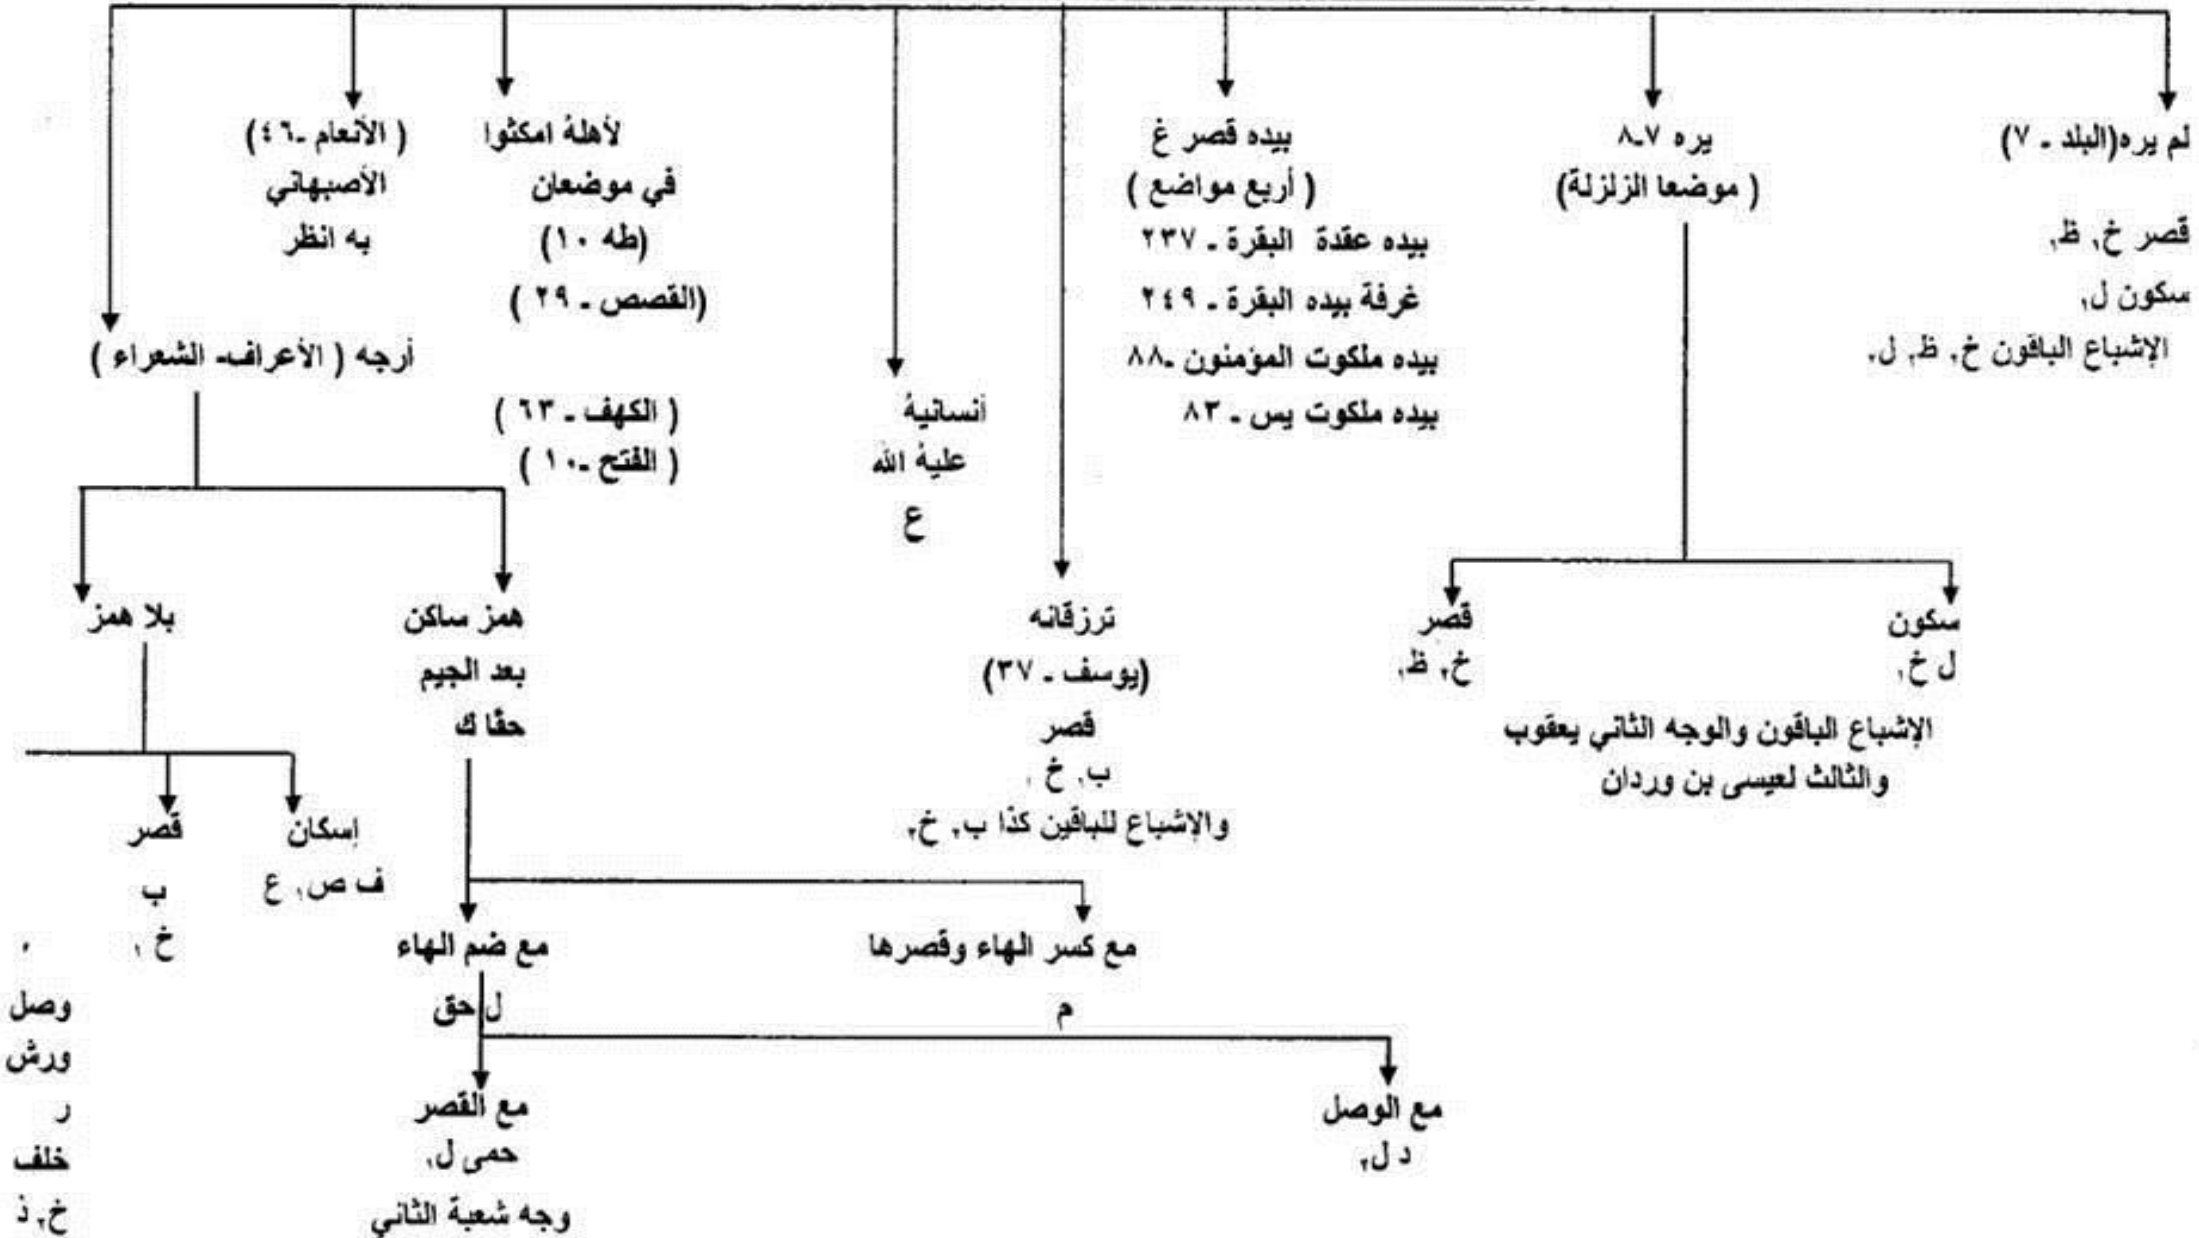 لم يره(البلد ـ ٧)
قصر خ, ظ,
سكون ل,
الإشباع الباقون خ, ظ, ل,
يره ٧ـ٨
( موضعا الزلزلة)
سكون
ل خ,
قصر
خ, ظ,
الإشباع الباقون والوجه الثاني يعقوب
والثالث لعيسى بن وردان
بيده قصر غ
( أربع مواضع )
بيده عقدة البقرة ـ ٢٣٧
غرفة بيده البقرة ـ ٢٤٩
بيده ملكوت المؤمنون ـ٨٨
بيده ملكوت يس ـ ٨٣
ترزقانه
(يوسف ـ ٣٧)
قصر
ب, خ ,
والإشباع للباقين كذا ب, خ,
أنسانيهُ
عليهُ الله
ع
لأهلهُ امكثوا
في موضعان
(طه ١٠)
(القصص ـ ٢٩ )
( الكهف ـ ٦٣ )
( الفتح ـ١٠ )
( الأنعام ـ٤٦)
الأصبهاني
به انظر
أرجه ( الأعراف- الشعراء )
همز ساكن
بعد الجيم
حقا ك
مع كسر الهاء وقصرها
م
مع ضم الهاء
ل حق
مع الوصل
د ل,
مع القصر
حمى ل,
وجه شعبة الثاني
بلا همز
إسكان
ف ص, ع
قصر
ب
خ ,
وصل
ورش
ر
خلف
خ, ذ